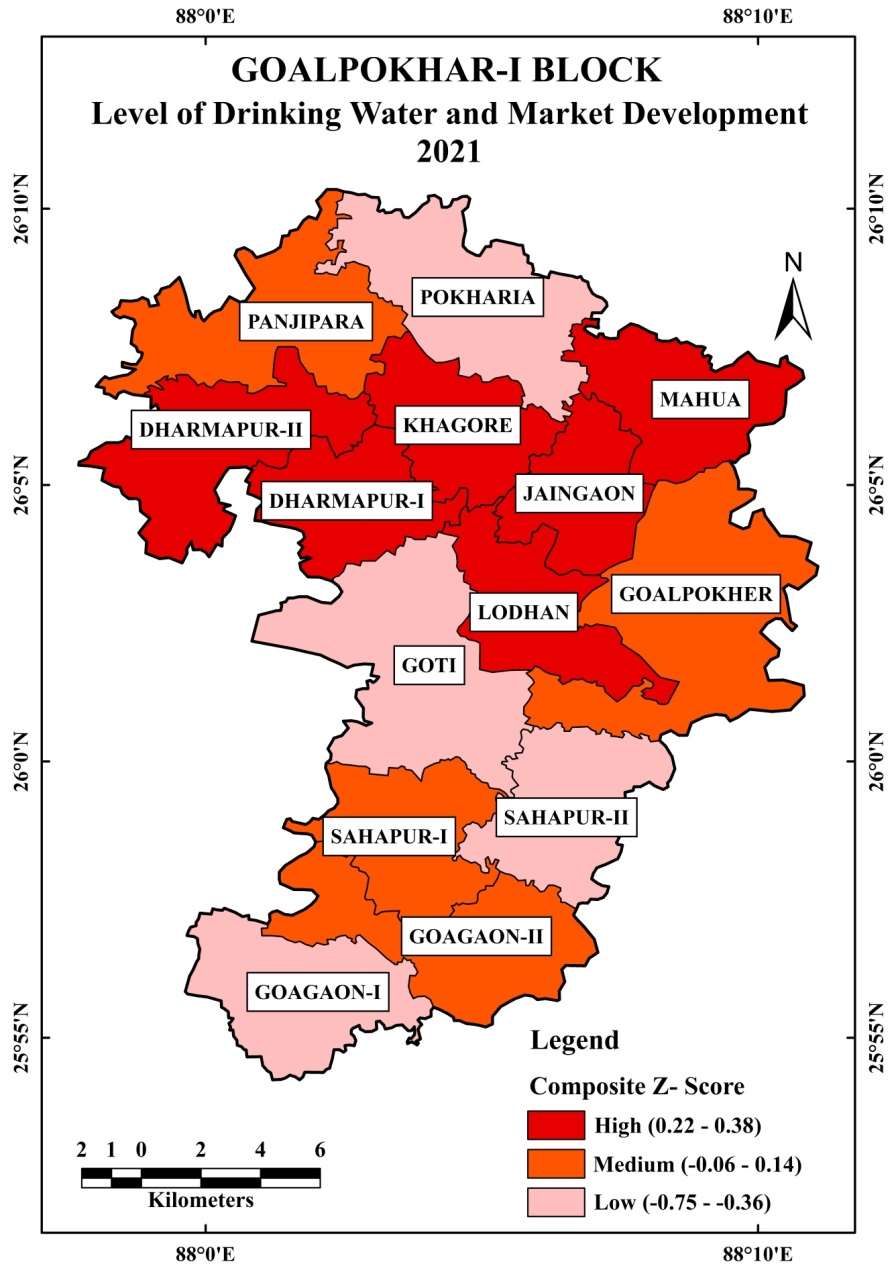 88°0'E
88°10'E
GOALPOKHAR-I BLOCK
Level of Drinking Water and Market Development
2021
26°10'N
26°10'N
N
POKHARIA
PANJIPARA
MAHUA
KHAGORE
DHARMAPUR-II
26°5'N
26°5'N
JAINGAON
DHARMAPUR-I
GOALPOKHER
LODHAN
GOTI
26°0'N
26°0'N
SAHAPUR-II
SAHAPUR-I
GOAGAON-II
GOAGAON-I
25°55'N
25°55'N
Legend
Composite Z- Score
High (0.22 - 0.38)
Medium (-0.06 - 0.14)
Low (-0.75 - -0.36)
2 1 0 2 4 6
Kilometers
88°0'E
88°10'E